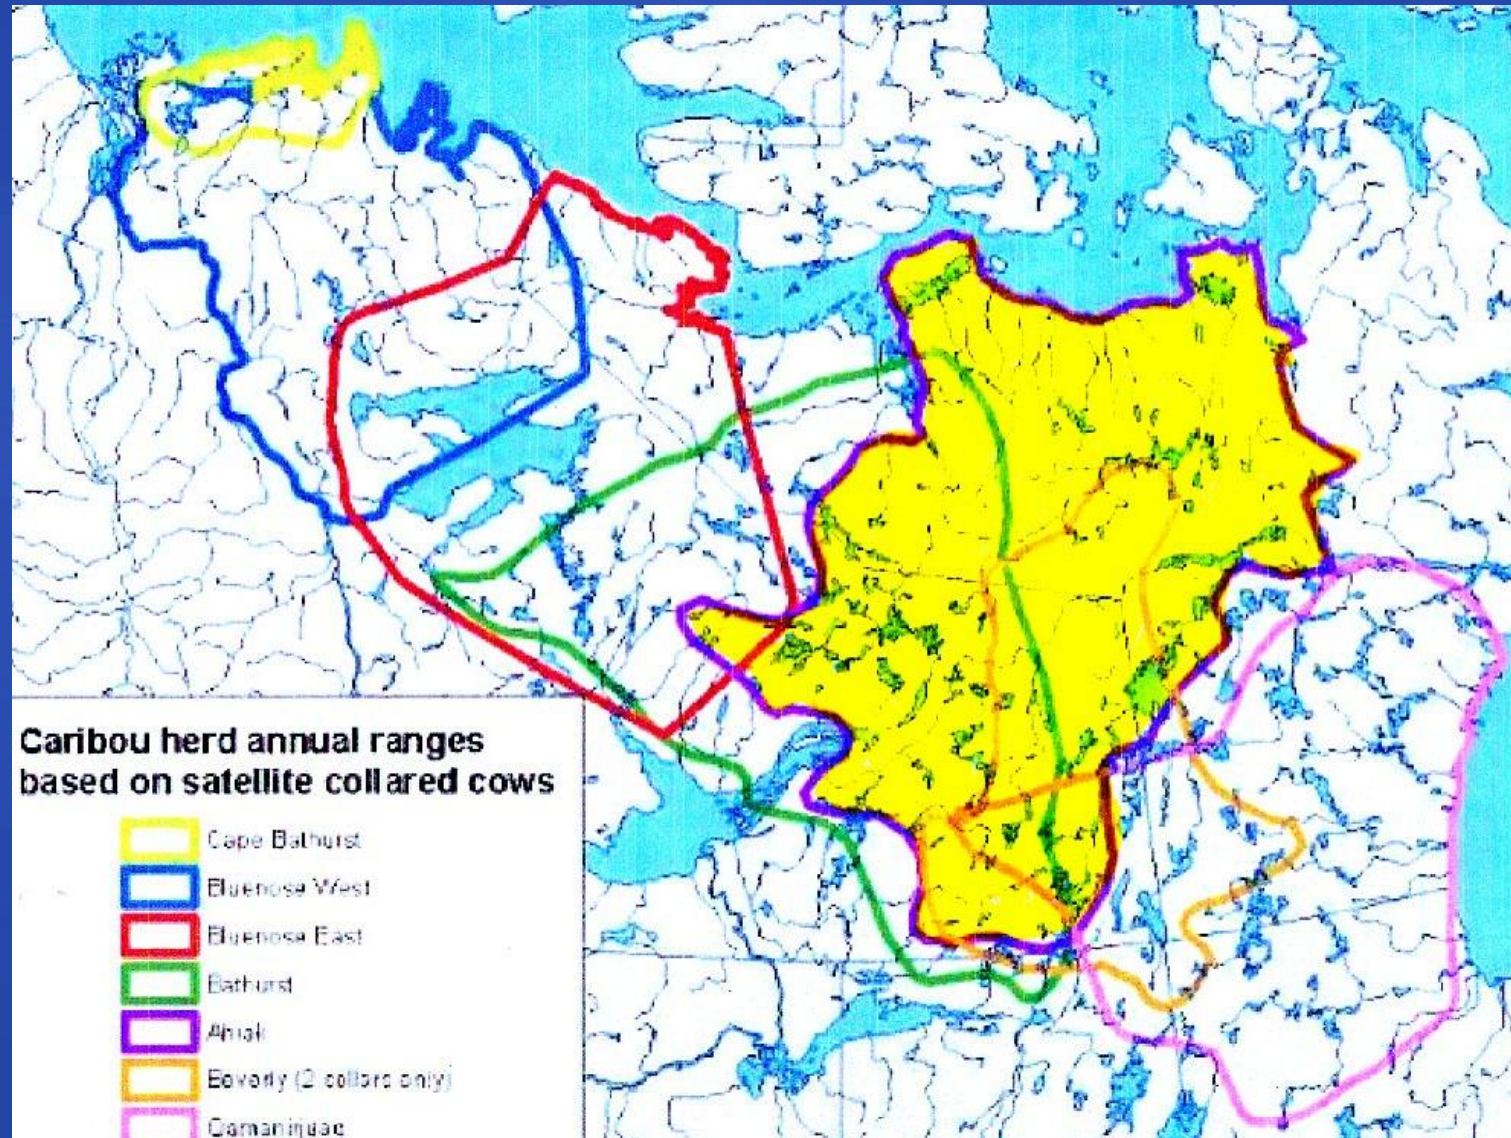 Caribou herd annual ranges
based on satellite collared cows
Cape Bathurst
Bluenose West
Bluenose East
Bathurst
Ahiak
Beverly (2 collars only)